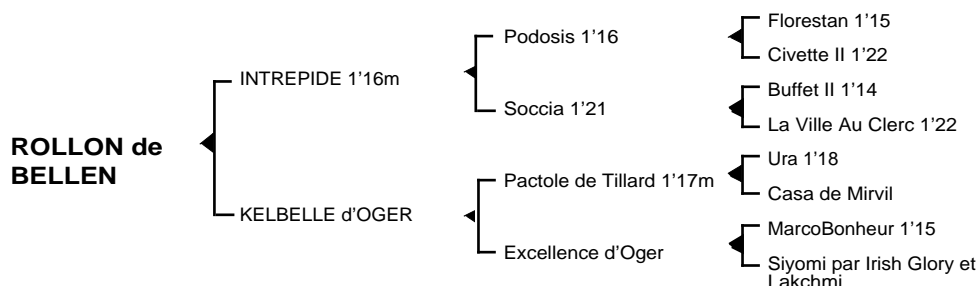 Florestan 1'15
Podosis 1'16
Civette II 1'22
INTREPIDE 1'16m
Buffet II 1'14
Soccia 1'21
La Ville Au Clerc 1'22
ROLLON de
BELLEN
Ura 1'18
Pactole de Tillard 1'17m
Casa de Mirvil
KELBELLE d'OGER
MarcoBonheur 1'15
Excellence d'Oger
Siyomi par Irish Glory et
Lakchmi